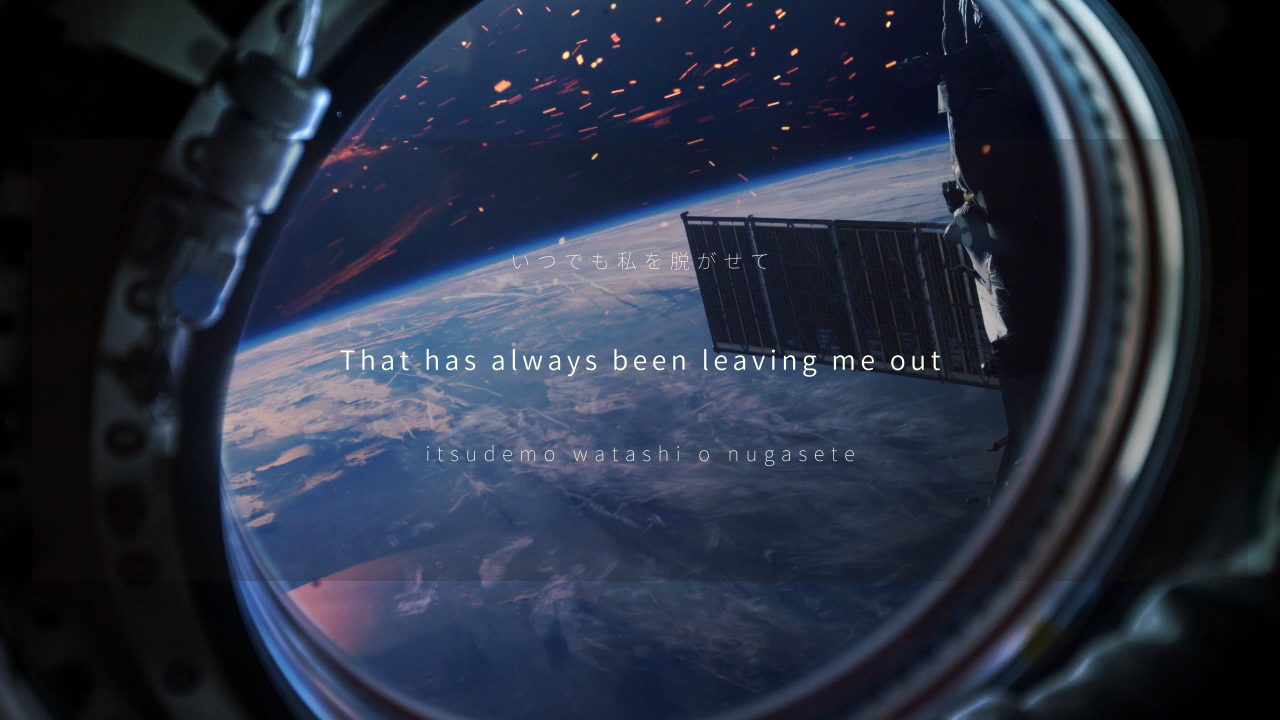 いつでも私を脱がせて
That has always been leaving me out
itsudemo watashi o nugasete